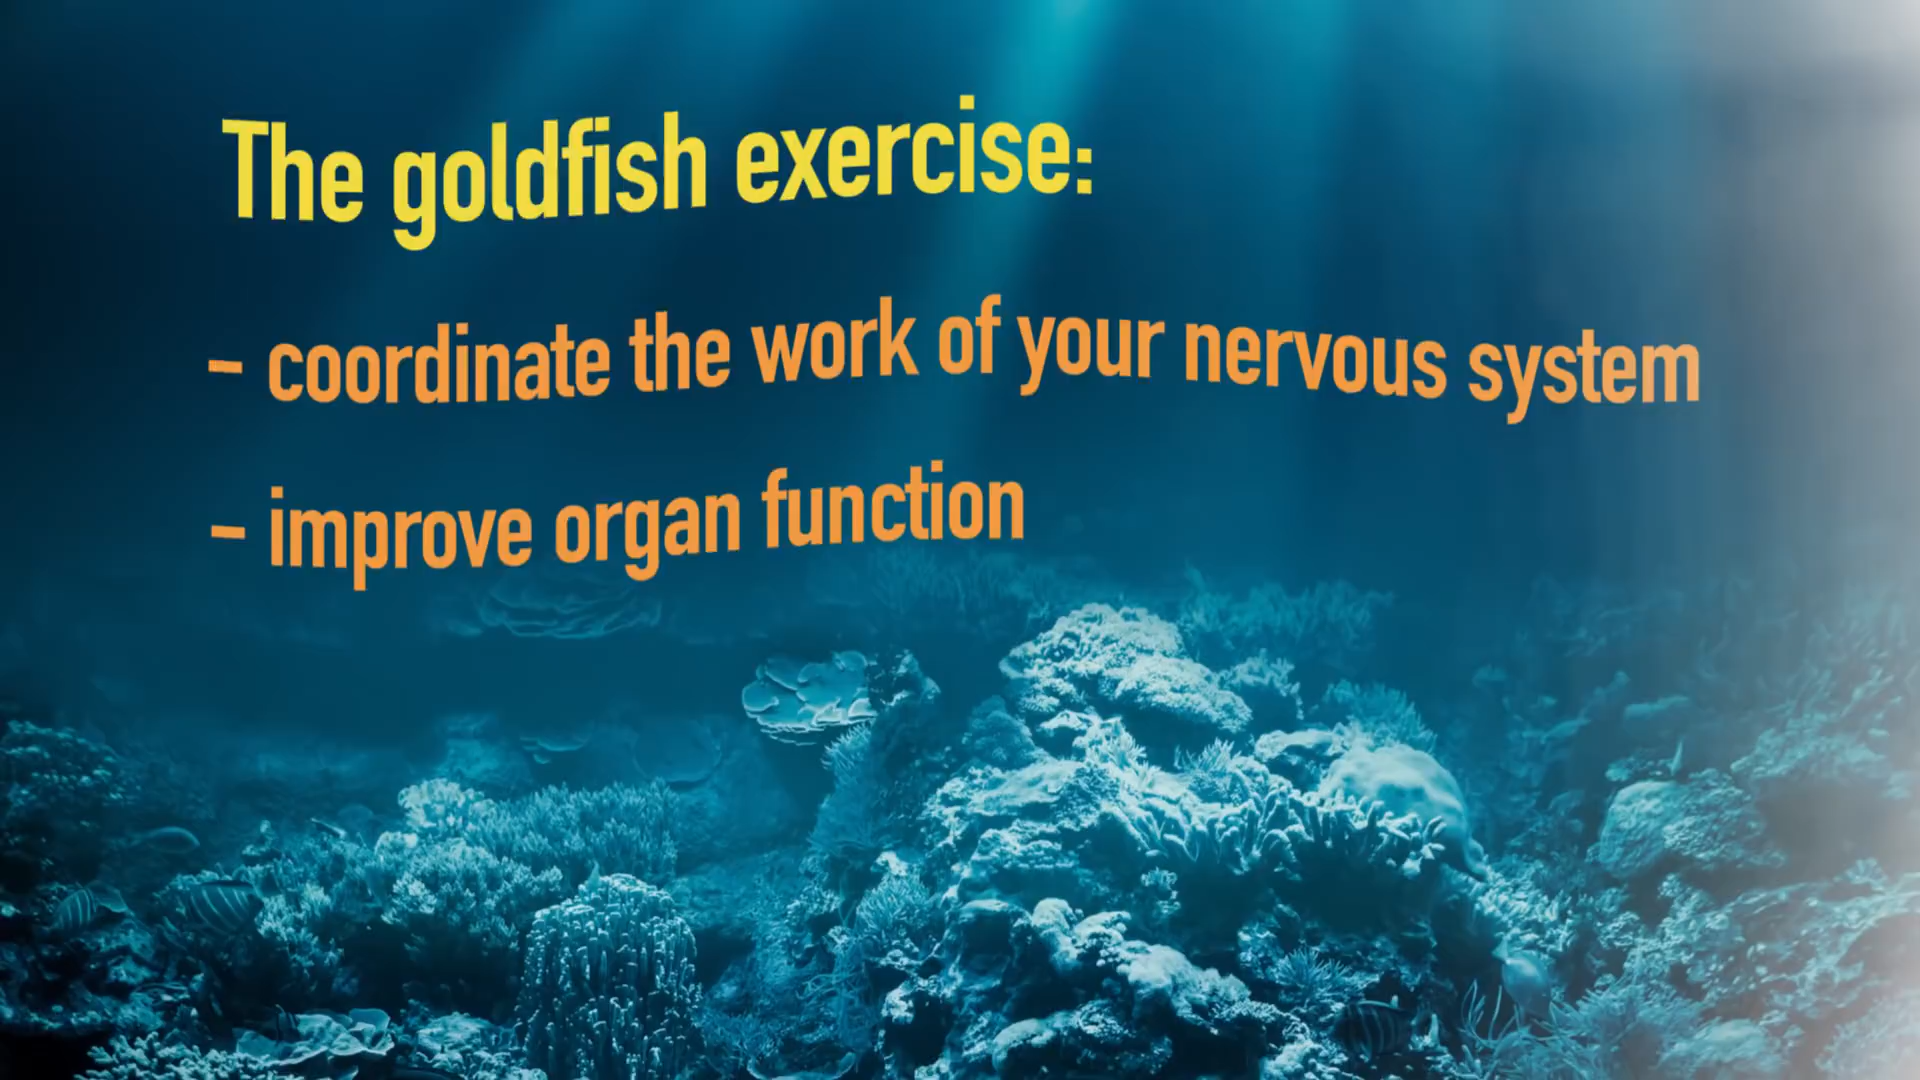 The goldfish exercise:
– coordinate the work of your nervous system
– improve organ function